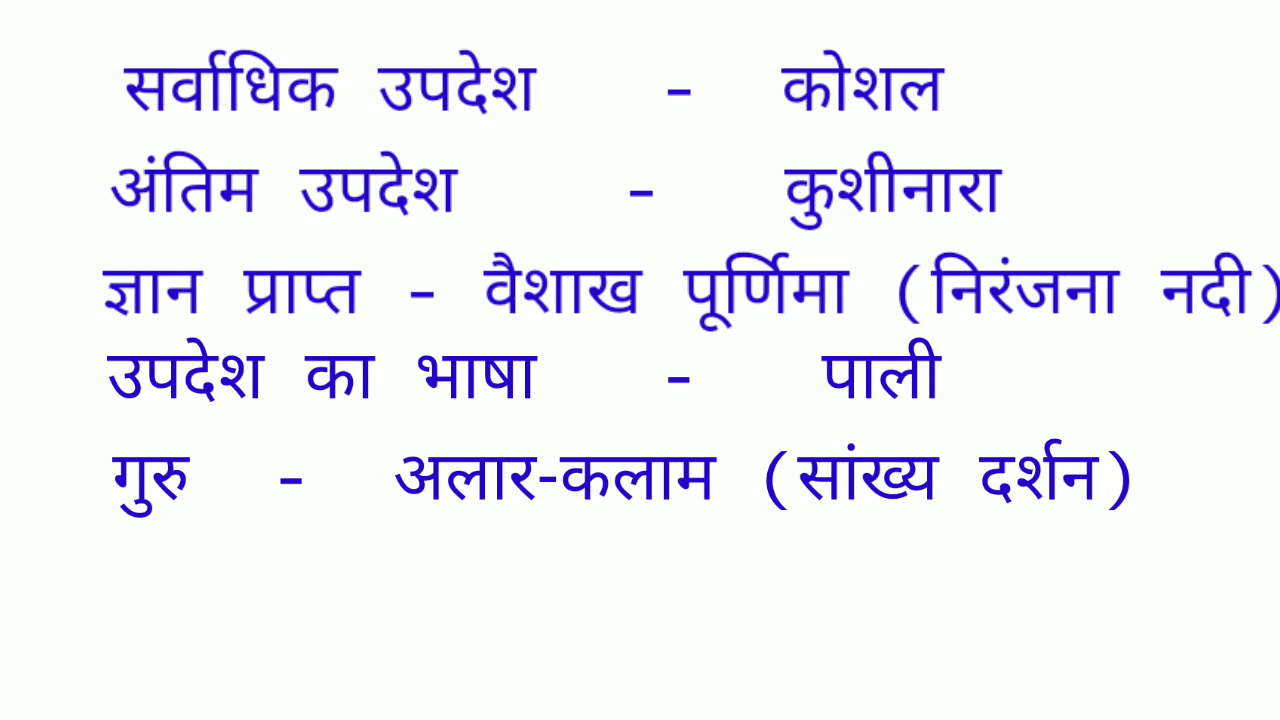 सर्वाधिक उपदेश - कोशल
अंतिम उपदेश - कुशीनारा
ज्ञान प्राप्त - वैशाख पूर्णिमा (निरंजना नदी)
उपदेश का भाषा - पाली
गुरु - अलार-कलाम (सांख्य दर्शन)